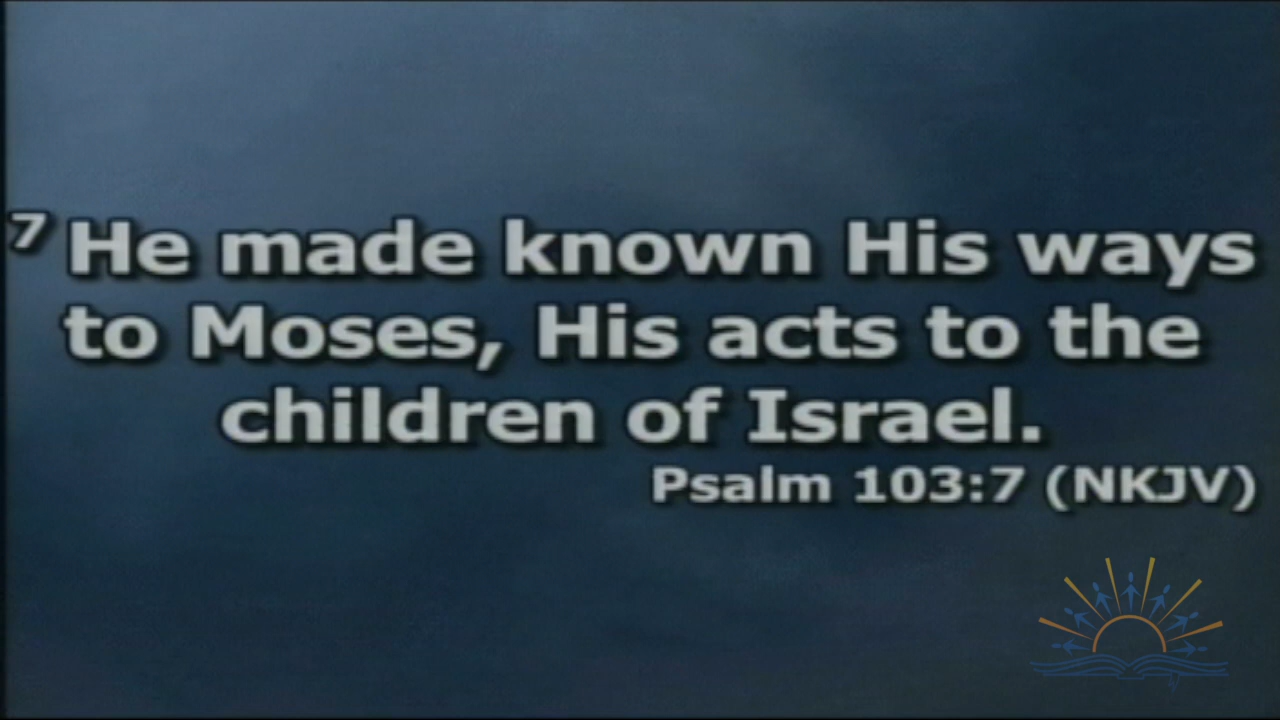 7 He made known His ways
to Moses, His acts to the
children of Israel.
Psalm 103:7 (NKJV)